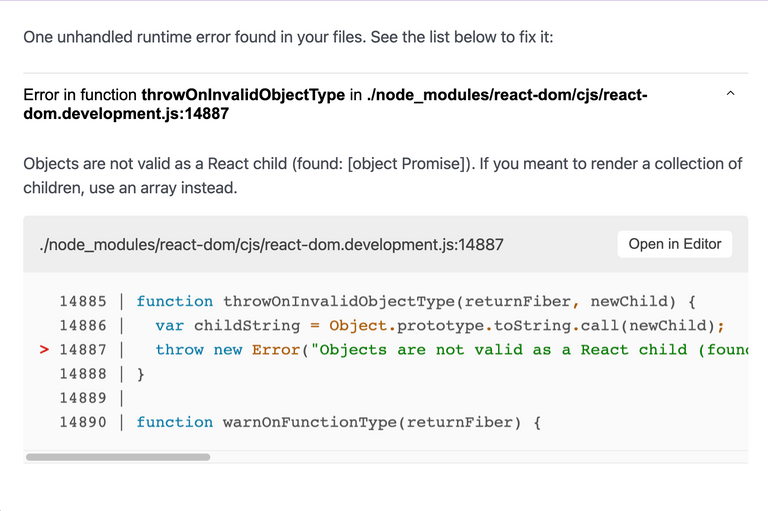 One unhandled runtime error found in your files. See the list below to fix it:
Error in function throwOnInvalidObjectType in ./node_modules/react-dom/cjs/react-
dom.development.js:14887
Objects are not valid as a React child (found: [object Promise]). If you meant to render a collection of
children, use an array instead.
./node_modules/react-dom/cjs/react-dom.development.js:14887
Open in Editor
14885 | function throwOnInvalidObjectType(returnFiber, newChild) {
14886 |   var childString = Object.prototype.toString.call(newChild);
> 14887 |   throw new Error("Objects are not valid as a React child (foun
14888 | }
14889 |
14890 | function warnOnFunctionType(returnFiber) {